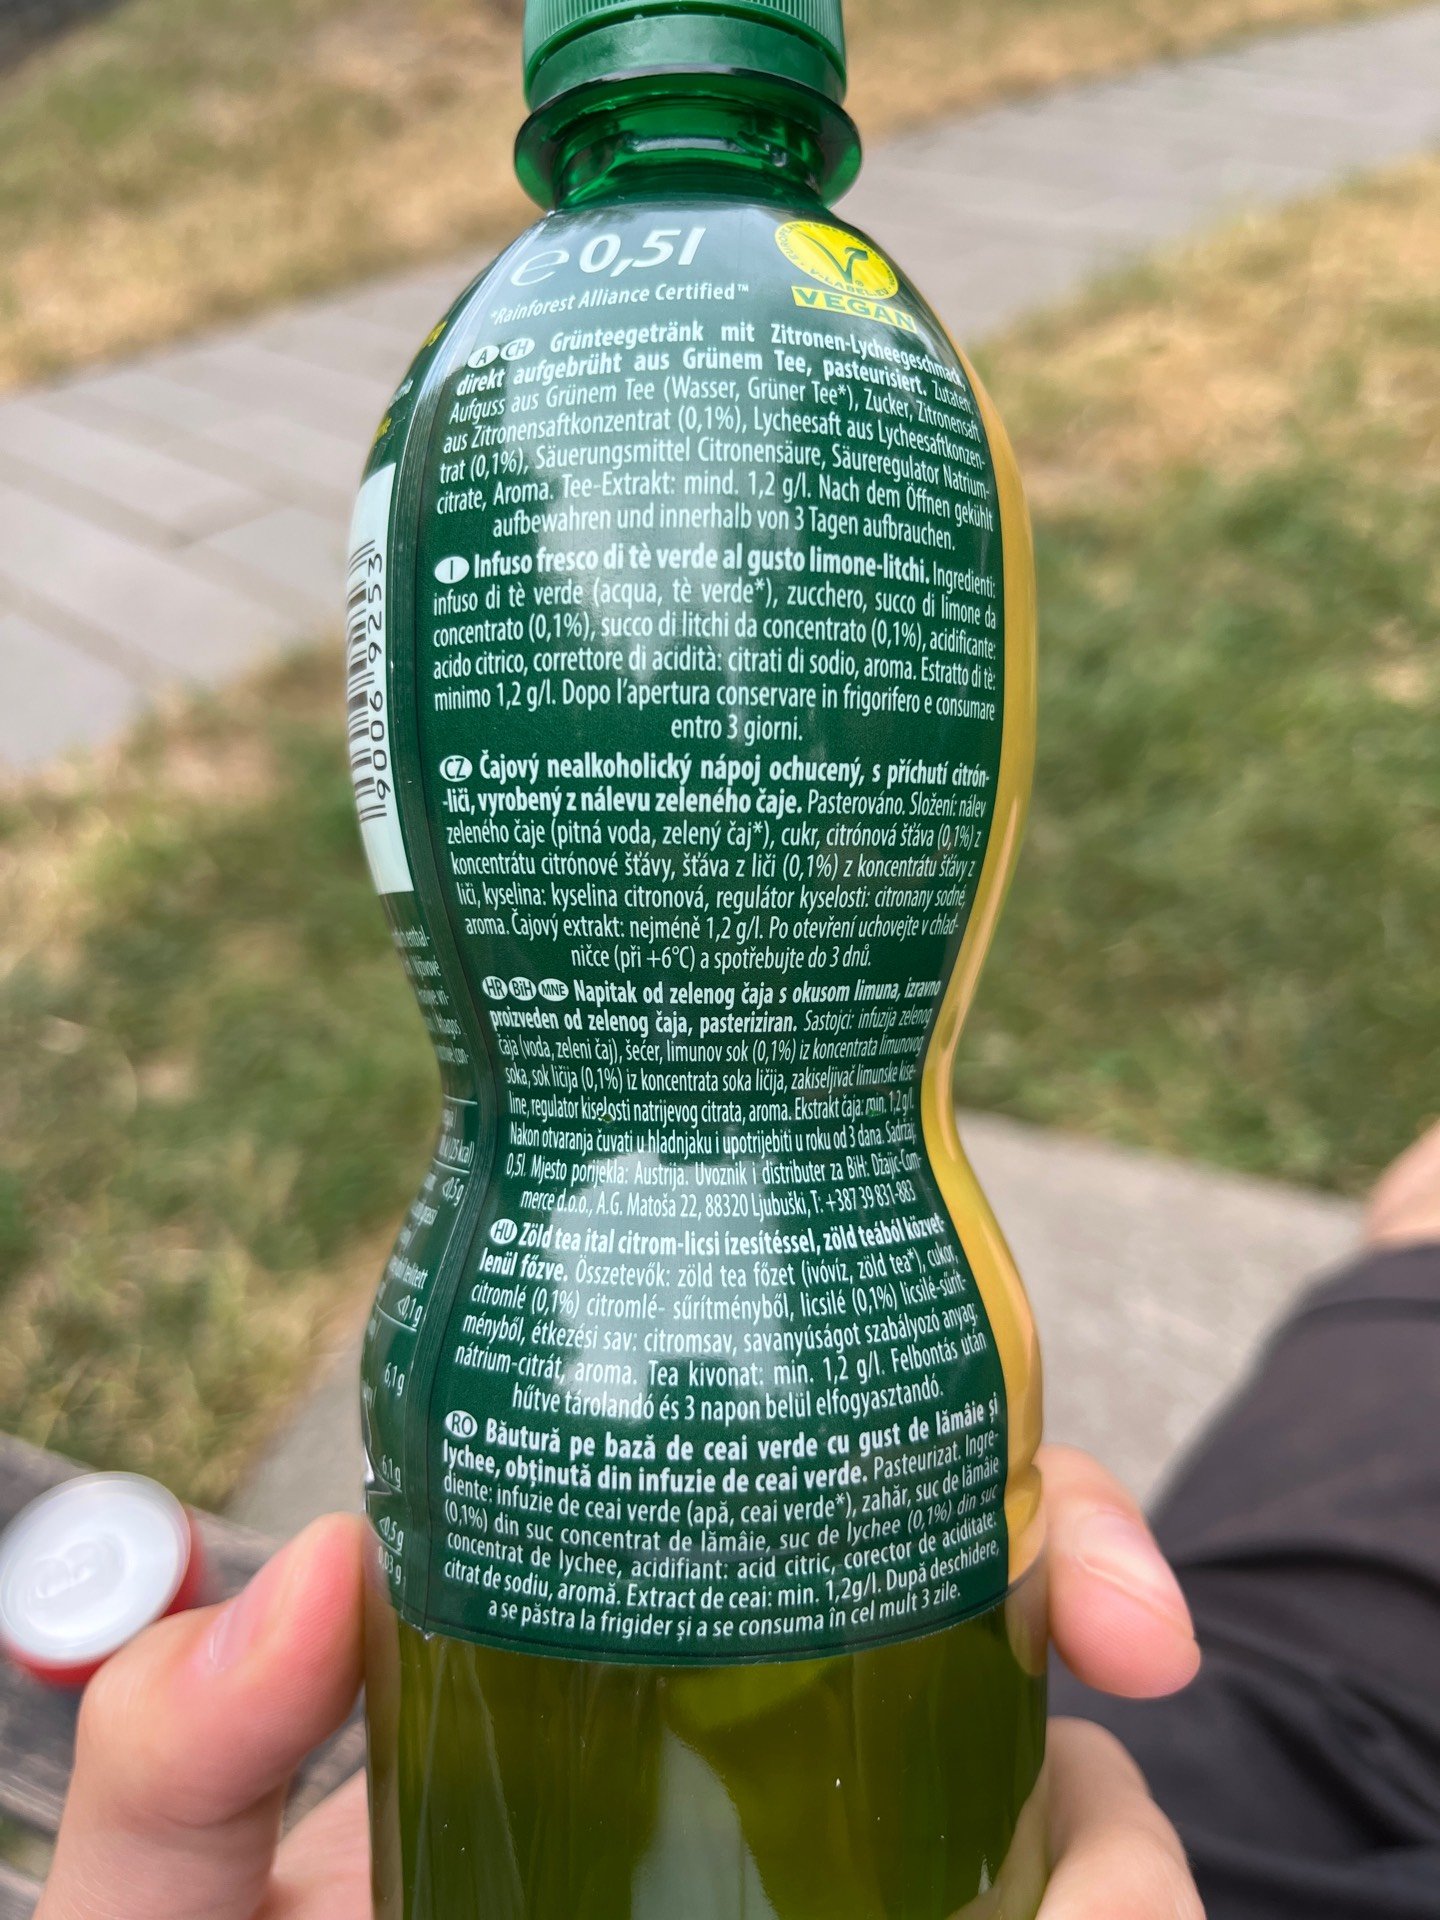 e 0,5l
EUROPEAN
V-LABEL.EU
VEGAN
*Rainforest Alliance Certified™
A CH Grünteegetränk mit Zitronen-Lycheegeschmack,
direkt aufgebrüht aus Grünem Tee, pasteurisiert. Zutaten:
Aufguss aus Grünem Tee (Wasser, Grüner Tee*), Zucker, Zitronensaft
aus Zitronensaftkonzentrat (0,1%), Lycheesaft aus Lycheesaftkonzen-
trat (0,1%), Säuerungsmittel Citronensäure, Säureregulator Natrium-
citrate, Aroma. Tee-Extrakt: mind. 1,2 g/l. Nach dem Öffnen gekühlt
aufbewahren und innerhalb von 3 Tagen aufbrauchen.
I Infuso fresco di tè verde al gusto limone-litchi. Ingredienti:
infuso di tè verde (acqua, tè verde*), zucchero, succo di limone da
concentrato (0,1%), succo di litchi da concentrato (0,1%), acidificante:
acido citrico, correttore di acidità: citrati di sodio, aroma. Estratto di tè:
minimo 1,2 g/l. Dopo l'apertura conservare in frigorifero e consumare
entro 3 giorni.
CZ Čajový nealkoholický nápoj ochucený, s příchutí citrón-
-liči, vyrobený z nálevu zeleného čaje. Pasterováno. Složení: nálev
zeleného čaje (pitná voda, zelený čaj*), cukr, citrónová šťáva (0,1%) z
koncentrátu citrónové šťávy, šťáva z liči (0,1%) z koncentrátu šťávy z
liči, kyselina: kyselina citronová, regulátor kyselosti: citronany sodné,
aroma. Čajový extrakt: nejméně 1,2 g/l. Po otevření uchovejte v chlad-
ničce (při +6°C) a spotřebujte do 3 dnů.
HR BiH MNE Napitak od zelenog čaja s okusom limuna, izravno
proizveden od zelenog čaja, pasteriziran. Sastojci: infuzija zelenog
čaja (voda, zeleni čaj), šećer, limunov sok (0,1%) iz koncentrata limunovog
soka, sok ličija (0,1%) iz koncentrata soka ličija, zakiseljivač limunske kise-
line, regulator kiselosti natrijevog citrata, aroma. Ekstrakt čaja: min. 1,2 g/l.
Nakon otvaranja čuvati u hladnjaku i upotrijebiti u roku od 3 dana. Sadržaj:
0,5l. Mjesto porijekla: Austrija. Uvoznik i distributer za BiH: Džajić-Com-
merce d.o.o., A.G. Matoša 22, 88320 Ljubuški, T: +387 39 831-883
HU Zöld tea ital citrom-licsi ízesítéssel, zöld teából közvet-
lenül főzve. Összetevők: zöld tea főzet (ivóvíz, zöld tea*), cukor,
citromlé (0,1%) citromlé- sűrítményből, licsilé (0,1%) licsilé-sűrít-
ményből, étkezési sav: citromsav, savanyúságot szabályozó anyag:
nátrium-citrát, aroma. Tea kivonat: min. 1,2 g/l. Felbontás után
hűtve tárolandó és 3 napon belül elfogyasztandó.
RO Băutură pe bază de ceai verde cu gust de lămâie și
lychee, obținută din infuzie de ceai verde. Pasteurizat. Ingre-
diente: infuzie de ceai verde (apă, ceai verde*), zahăr, suc de lămâie
(0,1%) din suc concentrat de lămâie, suc de lychee (0,1%) din suc
concentrat de lychee, acidifiant: acid citric, corector de aciditate:
citrat de sodiu, aromă. Extract de ceai: min. 1,2g/l. După deschidere,
a se păstra la frigider și a se consuma în cel mult 3 zile.
9006 9253
<0,5g
<0,1g
6,1g
6,1g
<0,5g
0,03g